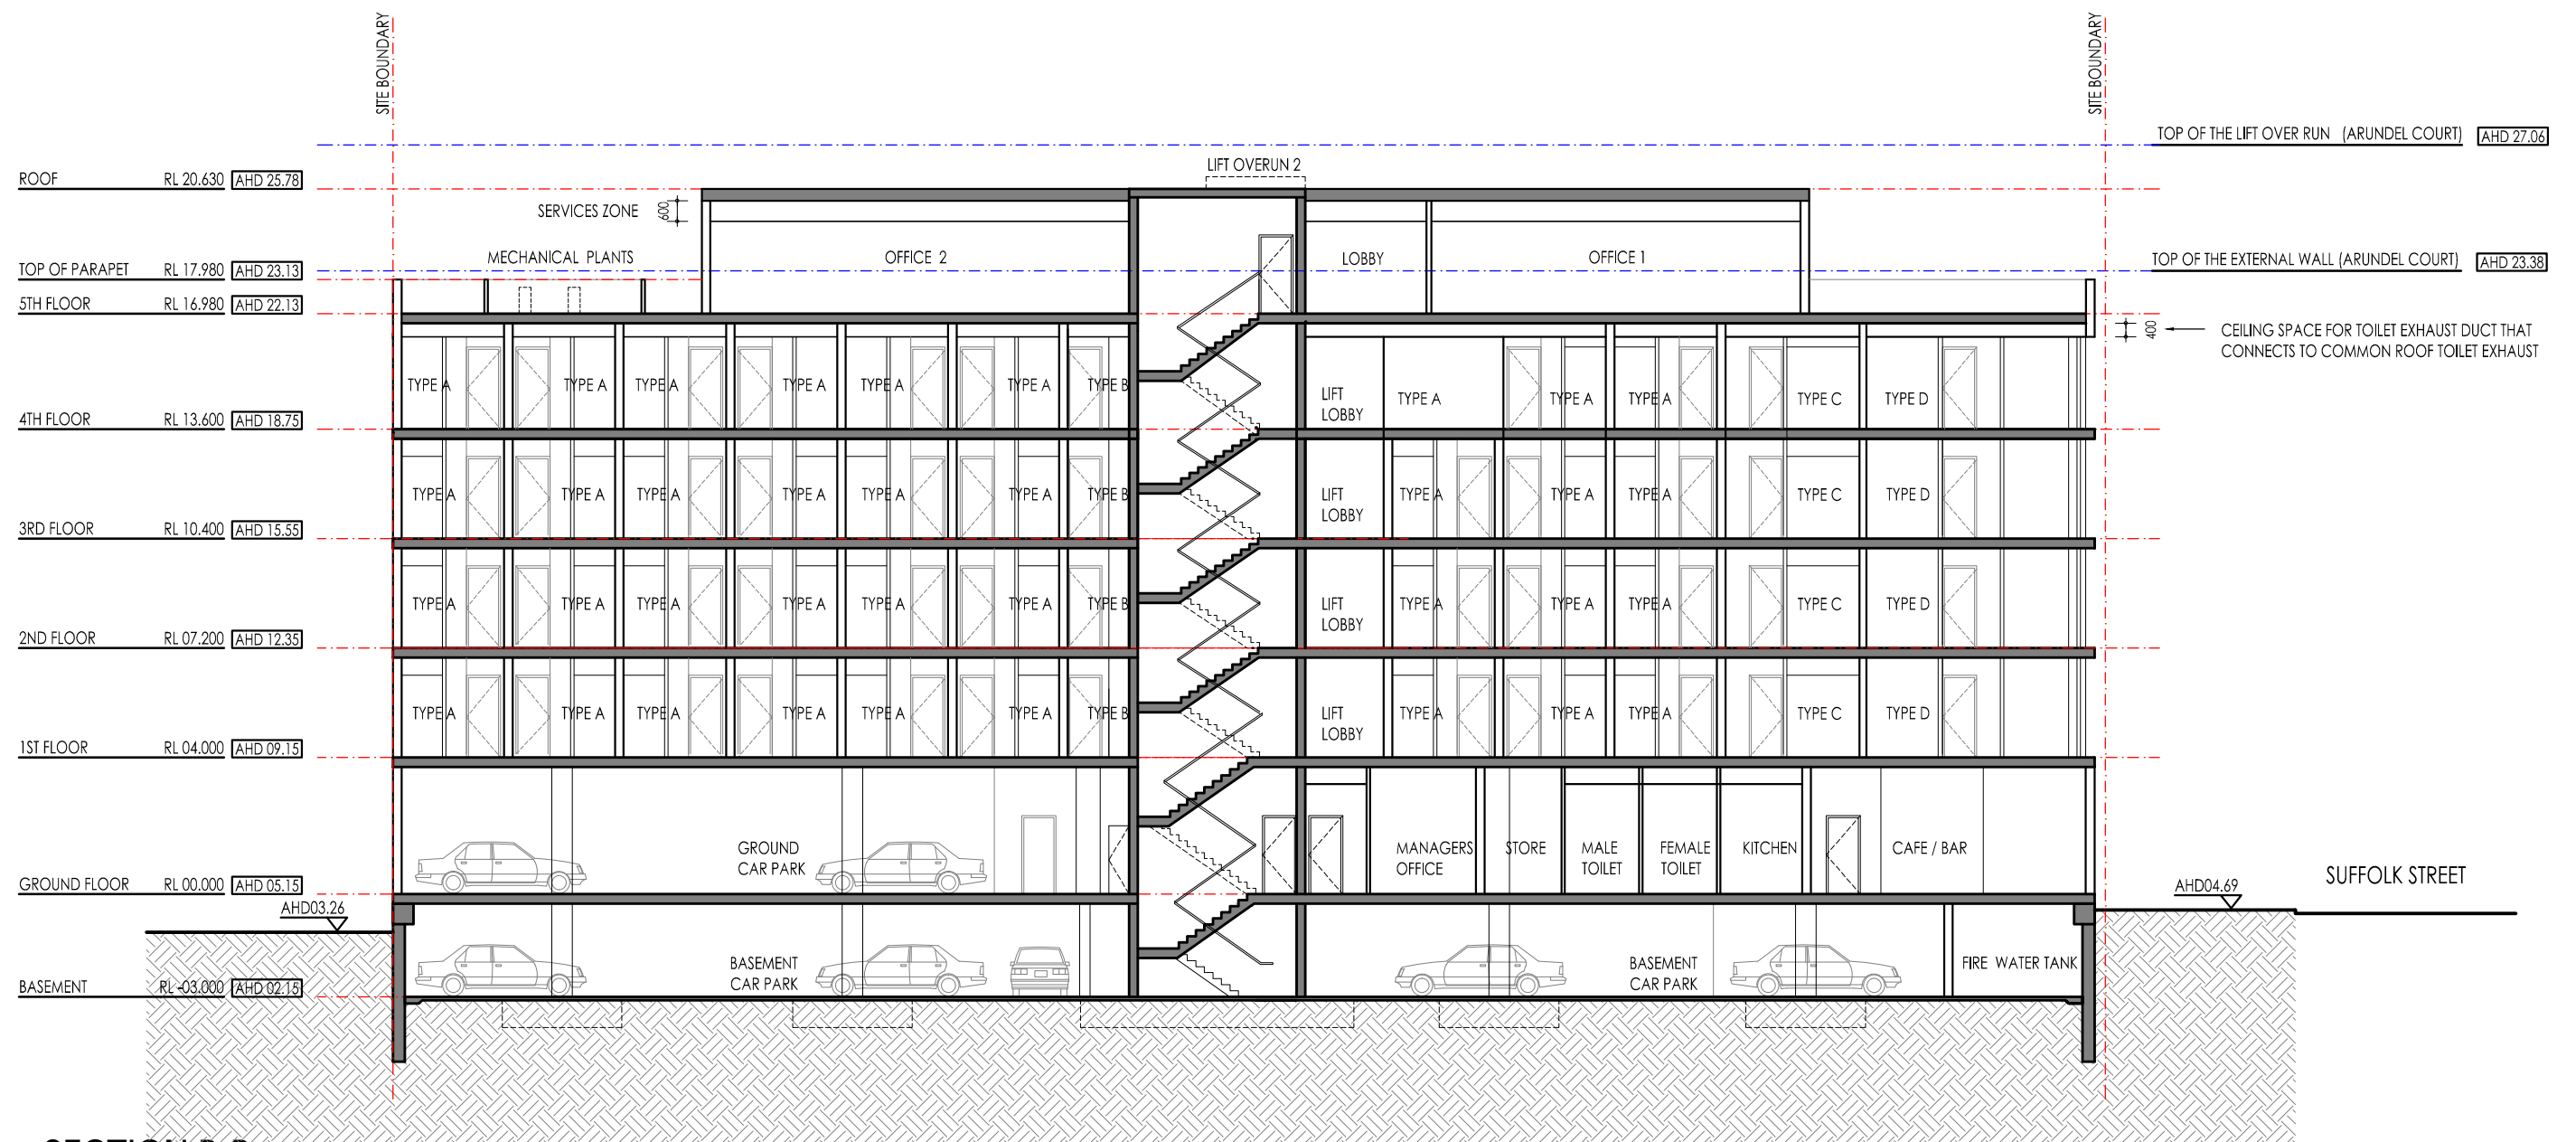 SITE BOUNDARY
SITE BOUNDARY
TOP OF THE LIFT OVER RUN (ARUNDEL COURT) AHD 27.06
LIFT OVERUN 2
ROOF RL 20.630 AHD 25.78
SERVICES ZONE 600
MECHANICAL PLANTS OFFICE 2 LOBBY OFFICE 1
TOP OF THE EXTERNAL WALL (ARUNDEL COURT) AHD 23.38
TOP OF PARAPET RL 17.980 AHD 23.13
5TH FLOOR RL 16.980 AHD 22.13
400 CEILING SPACE FOR TOILET EXHAUST DUCT THAT
CONNECTS TO COMMON ROOF TOILET EXHAUST
TYPE A TYPE A TYPE A TYPE A TYPE A TYPE A TYPE B LIFT
LOBBY TYPE A TYPE A TYPE A TYPE C TYPE D
4TH FLOOR RL 13.600 AHD 18.75
TYPE A TYPE A TYPE A TYPE A TYPE A TYPE A TYPE B LIFT
LOBBY TYPE A TYPE A TYPE A TYPE C TYPE D
3RD FLOOR RL 10.400 AHD 15.55
TYPE A TYPE A TYPE A TYPE A TYPE A TYPE A TYPE B LIFT
LOBBY TYPE A TYPE A TYPE A TYPE C TYPE D
2ND FLOOR RL 07.200 AHD 12.35
TYPE A TYPE A TYPE A TYPE A TYPE A TYPE A TYPE B LIFT
LOBBY TYPE A TYPE A TYPE A TYPE C TYPE D
1ST FLOOR RL 04.000 AHD 09.15
GROUND
CAR PARK
MANAGERS
OFFICE
STORE
MALE
TOILET
FEMALE
TOILET
KITCHEN
CAFE / BAR
GROUND FLOOR RL 00.000 AHD 05.15
SUFFOLK STREET
AHD03.26
AHD04.69
BASEMENT
CAR PARK
BASEMENT
CAR PARK
FIRE WATER TANK
BASEMENT RL -03.000 AHD 02.15